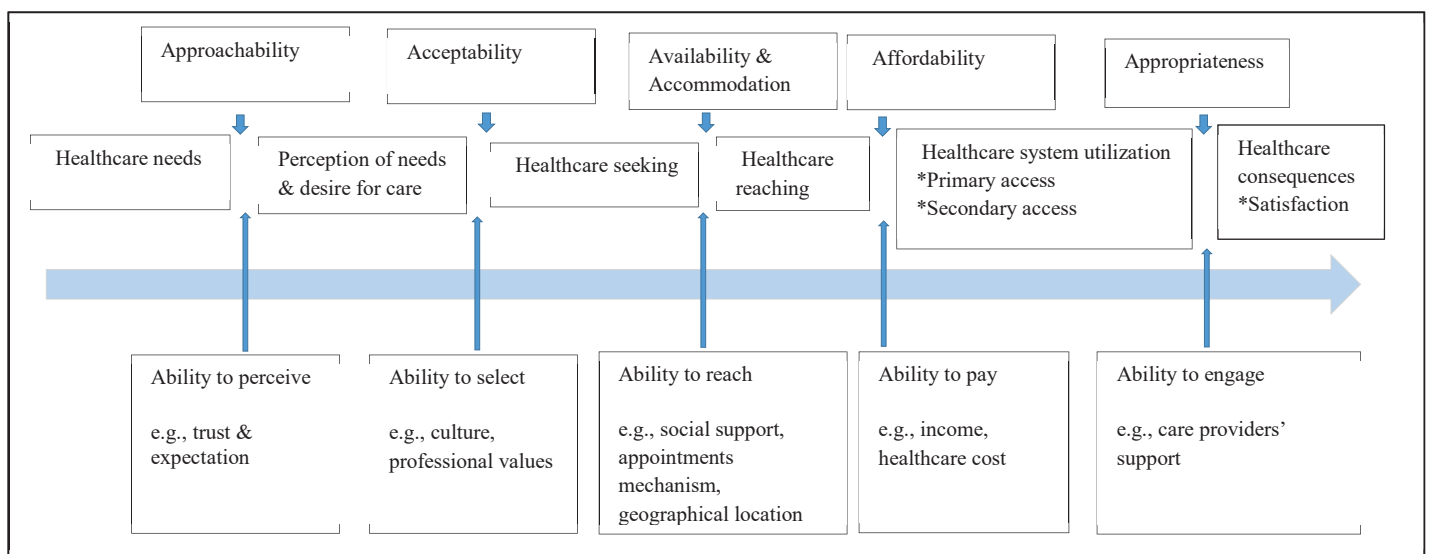 Approachability
Acceptability
Availability &
Accommodation
Affordability
Appropriateness
Healthcare needs
Perception of needs
& desire for care
Healthcare seeking
Healthcare
reaching
Healthcare system utilization
*Primary access
*Secondary access
Healthcare
consequences
*Satisfaction
Ability to perceive
e.g., trust &
expectation
Ability to select
e.g., culture,
professional values
Ability to reach
e.g., social support,
appointments
mechanism,
geographical location
Ability to pay
e.g., income,
healthcare cost
Ability to engage
e.g., care providers’
support